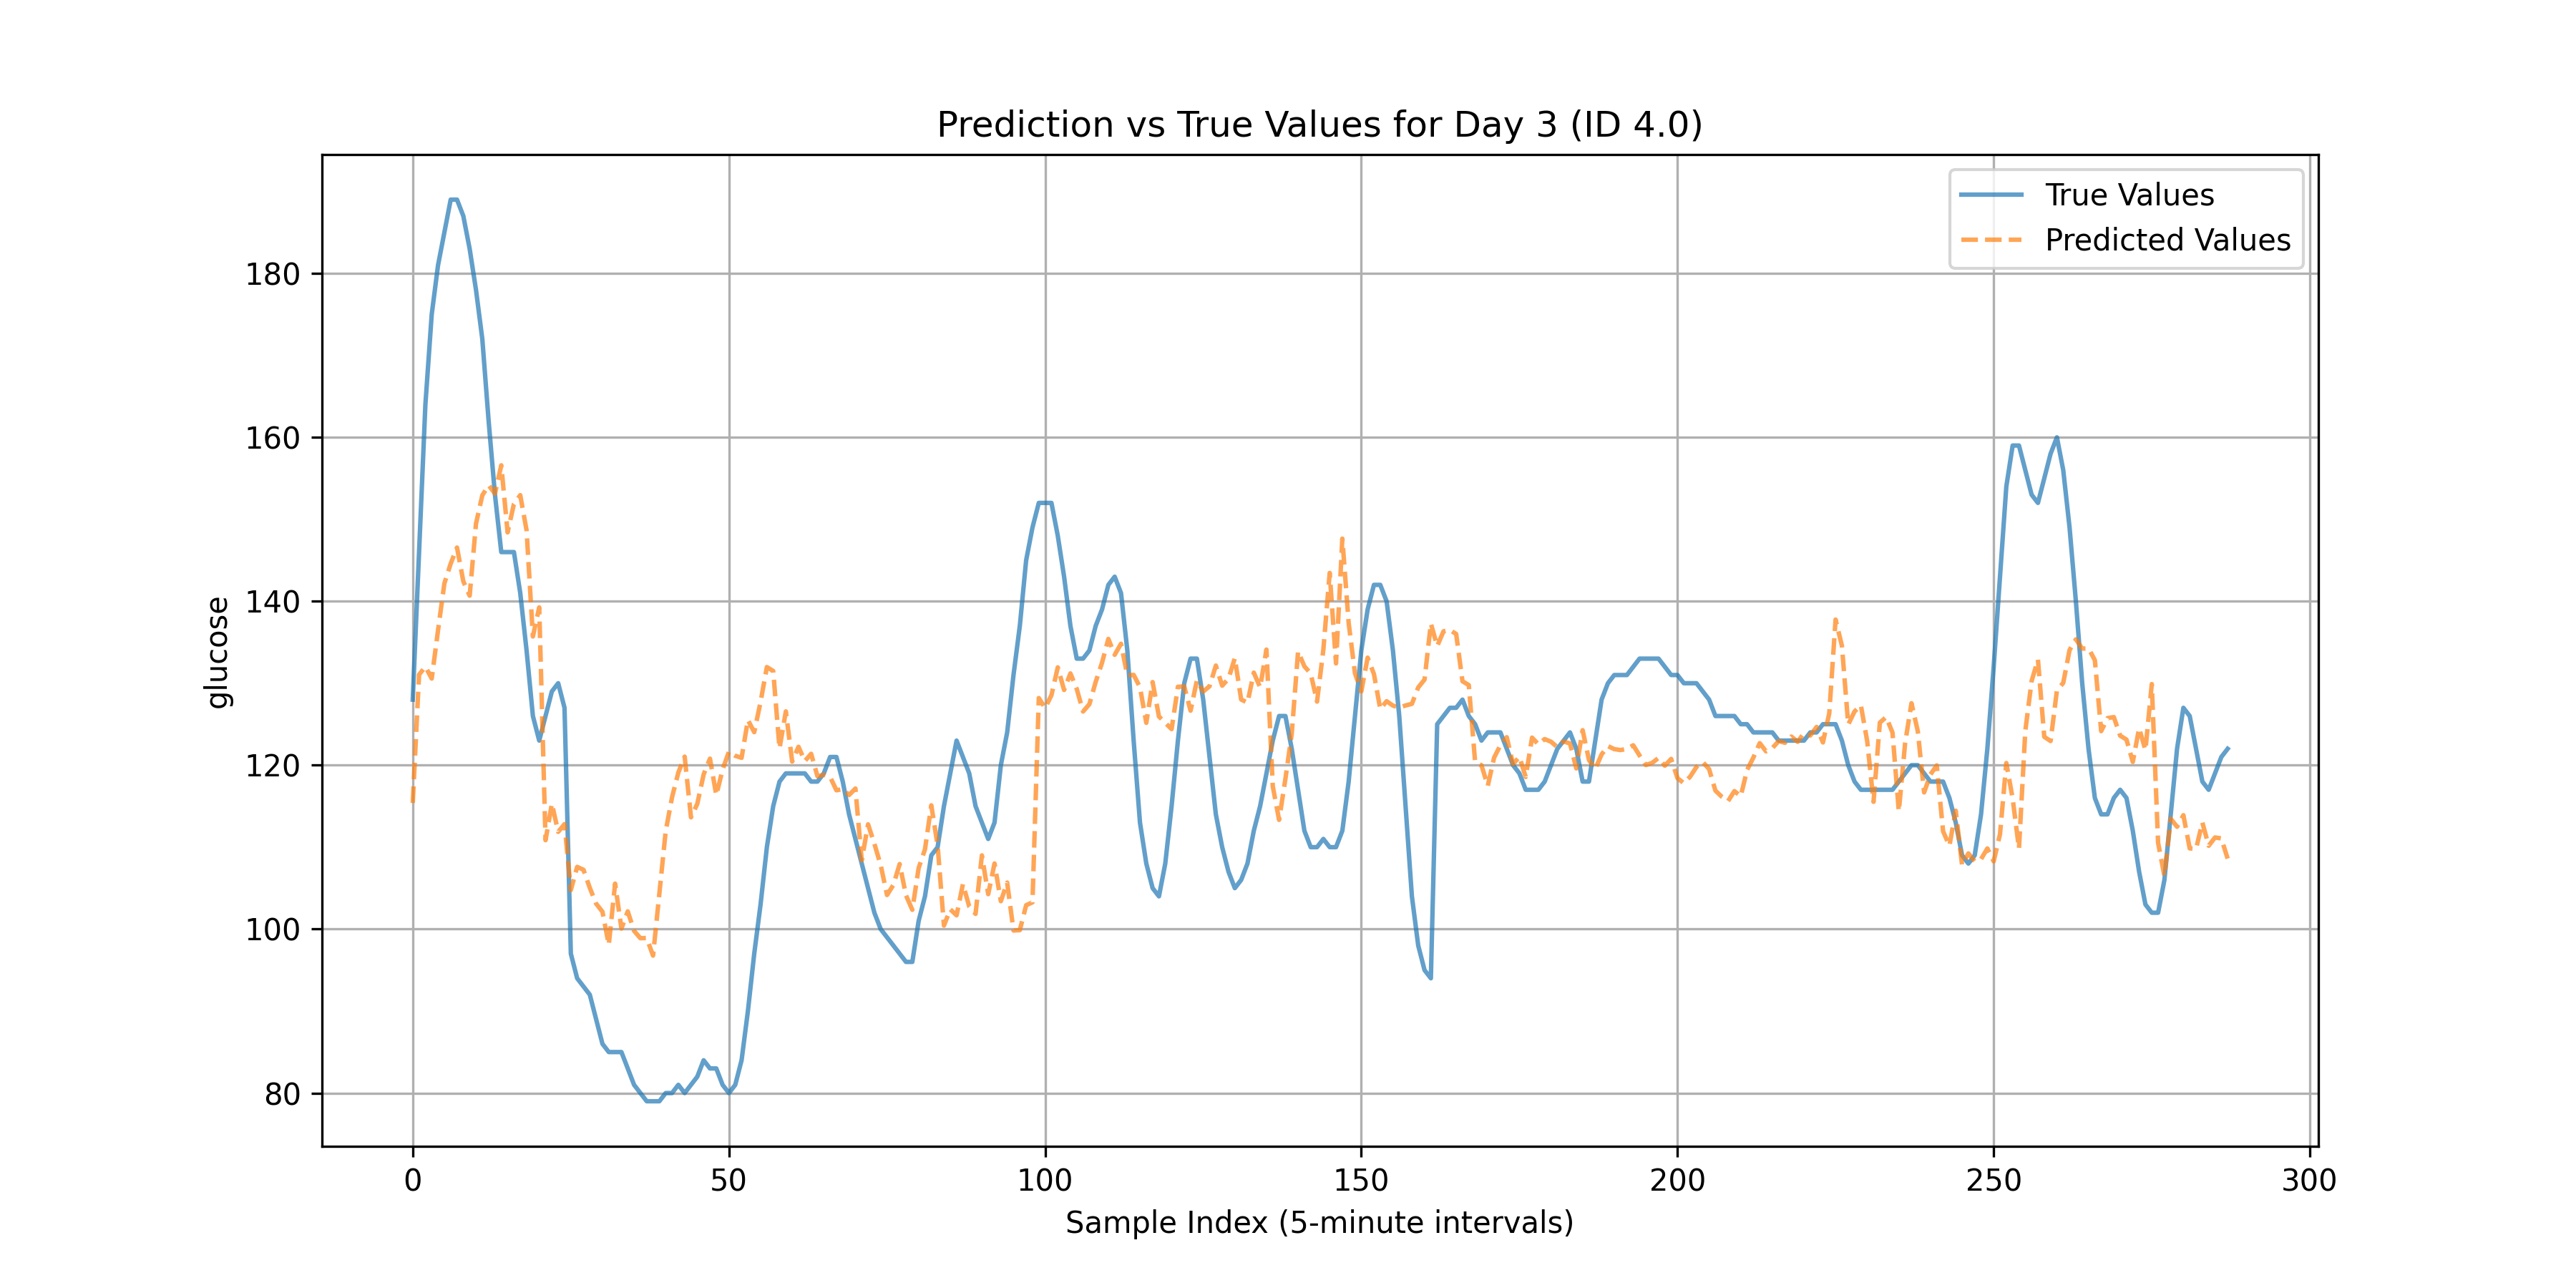 Prediction vs True Values for Day 3 (ID 4.0)
True Values
Predicted Values
glucose
180
160
140
120
100
80
0 50 100 150 200 250 300
Sample Index (5-minute intervals)